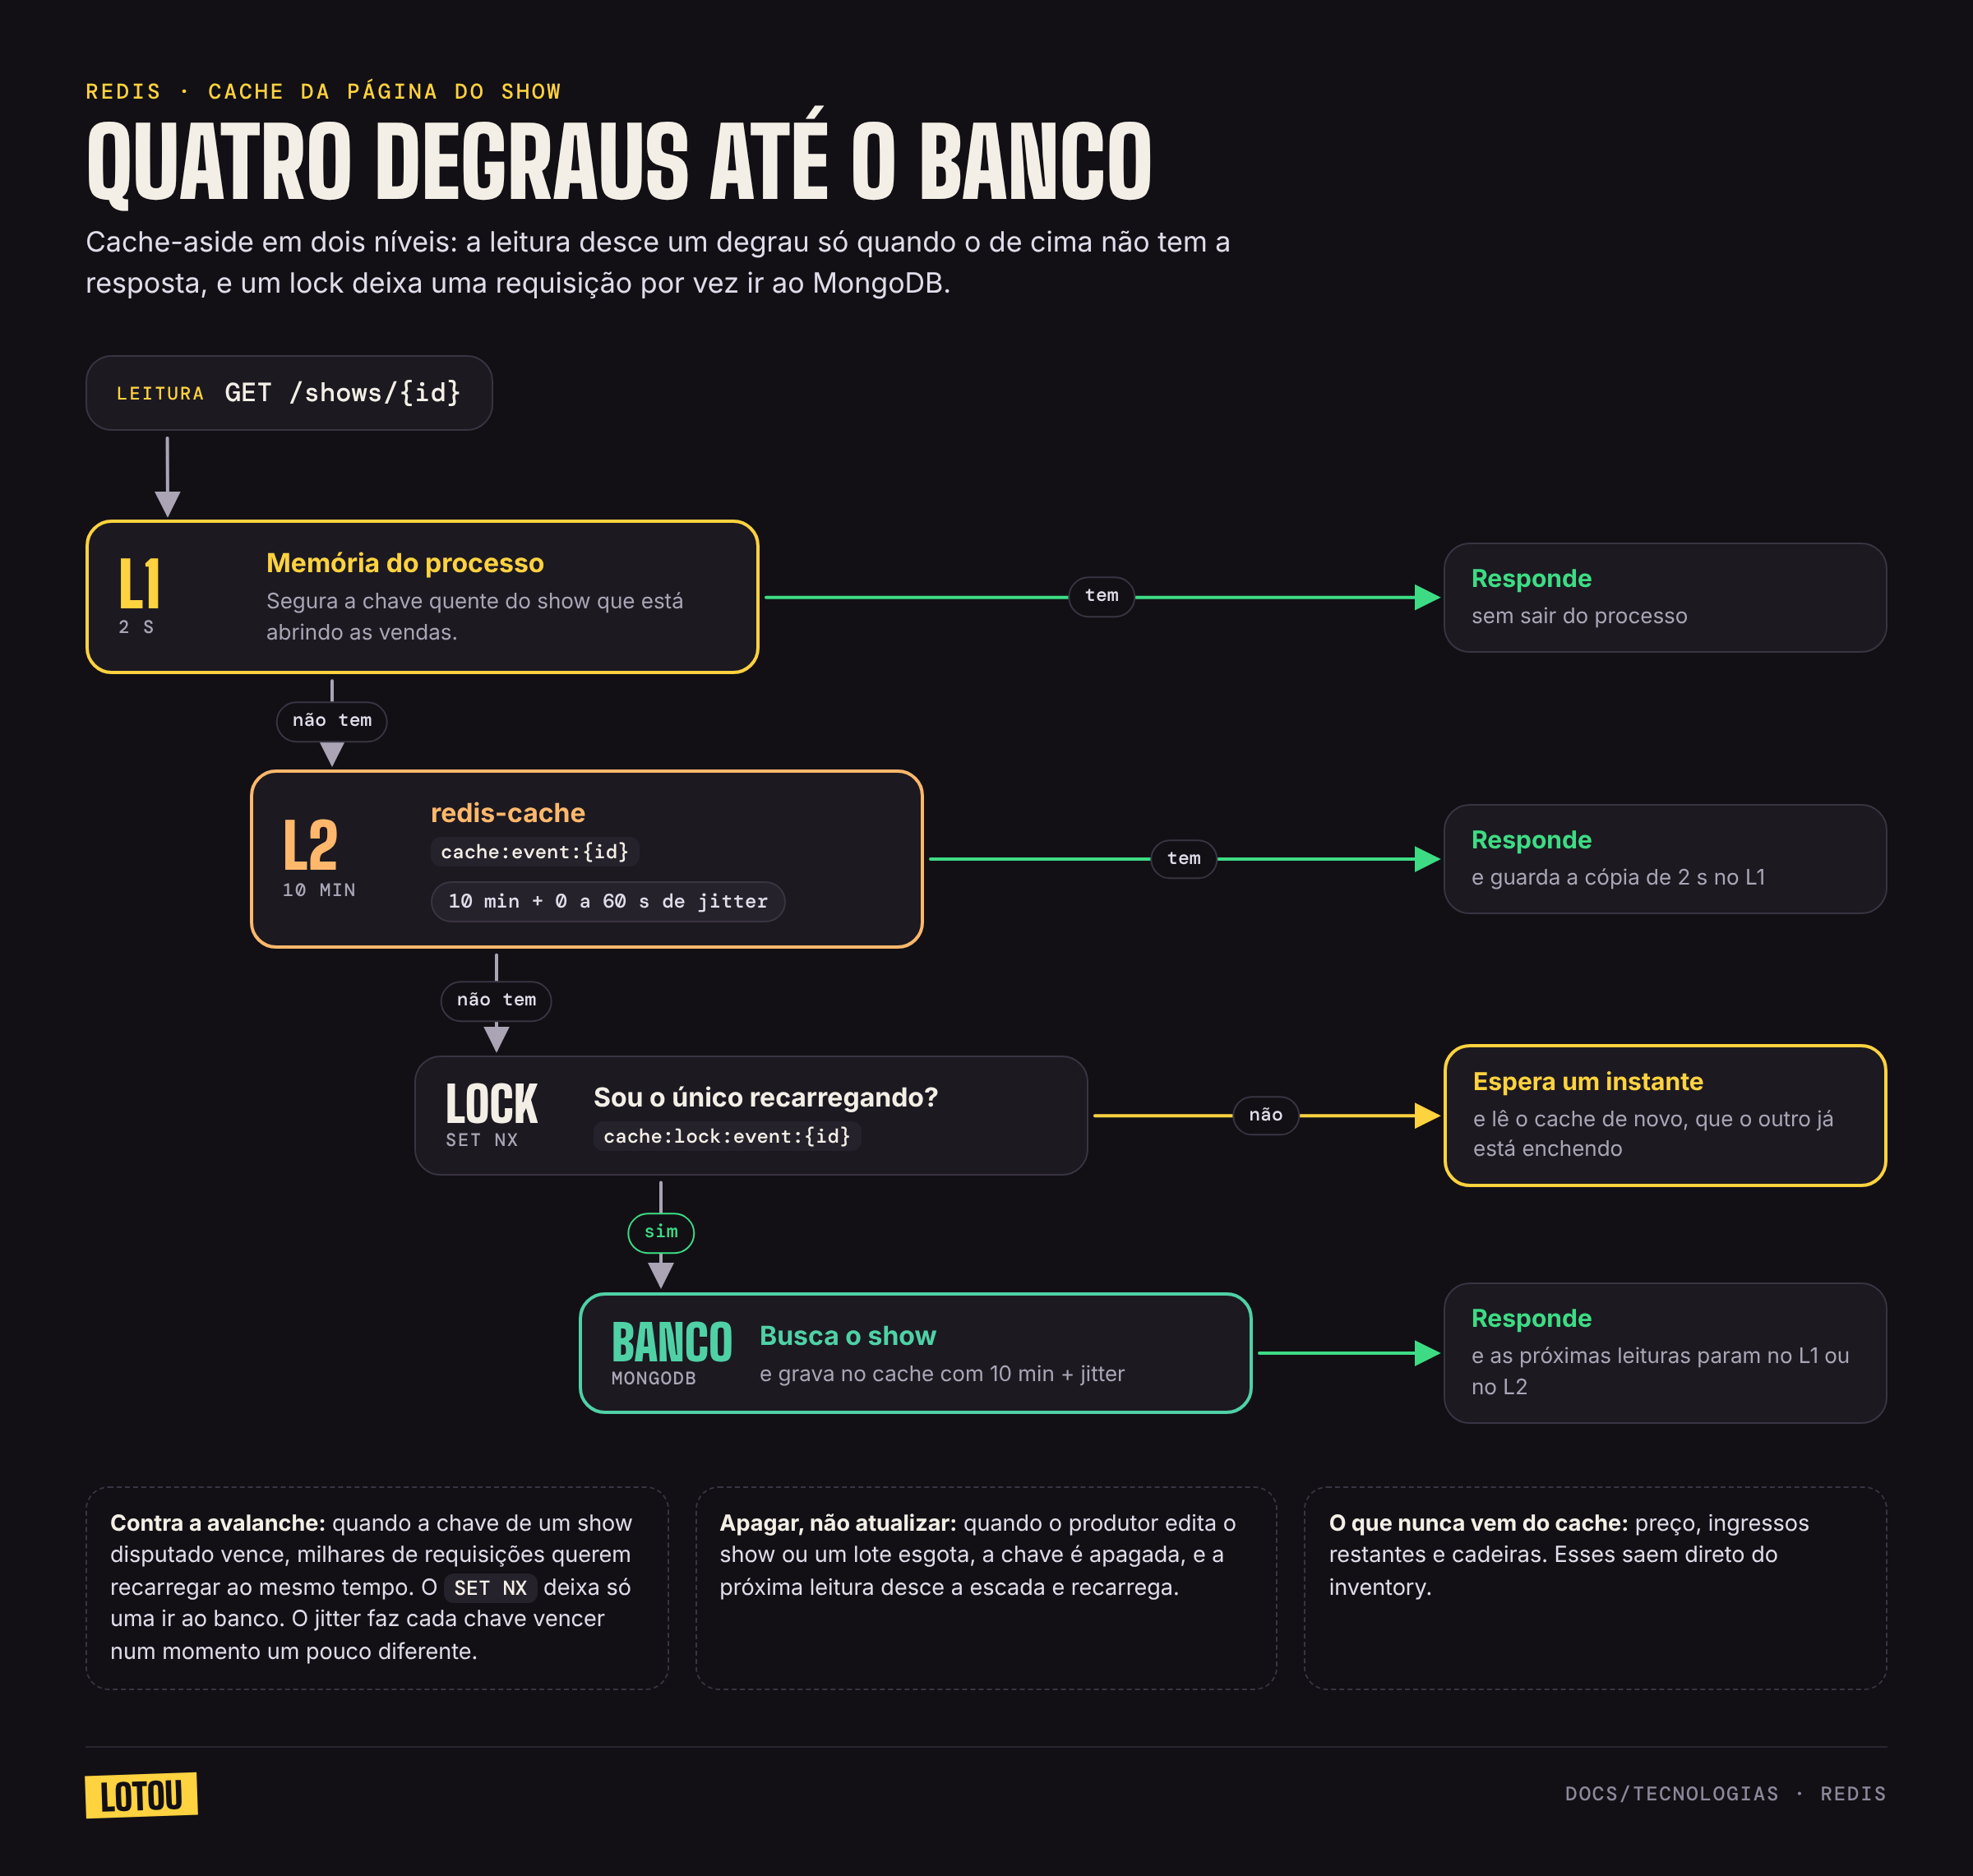 REDIS · CACHE DA PÁGINA DO SHOW
QUATRO DEGRAUS ATÉ O BANCO
Cache-aside em dois níveis: a leitura desce um degrau só quando o de cima não tem a
resposta, e um lock deixa uma requisição por vez ir ao MongoDB.
LEITURA GET /shows/{id}
L1
2 S
Memória do processo
Segura a chave quente do show que está
abrindo as vendas.
tem
Responde
sem sair do processo
não tem
L2
10 MIN
redis-cache
cache:event:{id}
10 min + 0 a 60 s de jitter
tem
Responde
e guarda a cópia de 2 s no L1
não tem
LOCK
SET NX
Sou o único recarregando?
cache:lock:event:{id}
não
Espera um instante
e lê o cache de novo, que o outro já
está enchendo
sim
BANCO
MONGODB
Busca o show
e grava no cache com 10 min + jitter
Responde
e as próximas leituras param no L1 ou
no L2
Contra a avalanche: quando a chave de um show
disputado vence, milhares de requisições querem
recarregar ao mesmo tempo. O SET NX deixa só
uma ir ao banco. O jitter faz cada chave vencer
num momento um pouco diferente.
Apagar, não atualizar: quando o produtor edita o
show ou um lote esgota, a chave é apagada, e a
próxima leitura desce a escada e recarrega.
O que nunca vem do cache: preço, ingressos
restantes e cadeiras. Esses saem direto do
inventory.
LOTOU
DOCS/TECNOLOGIAS · REDIS